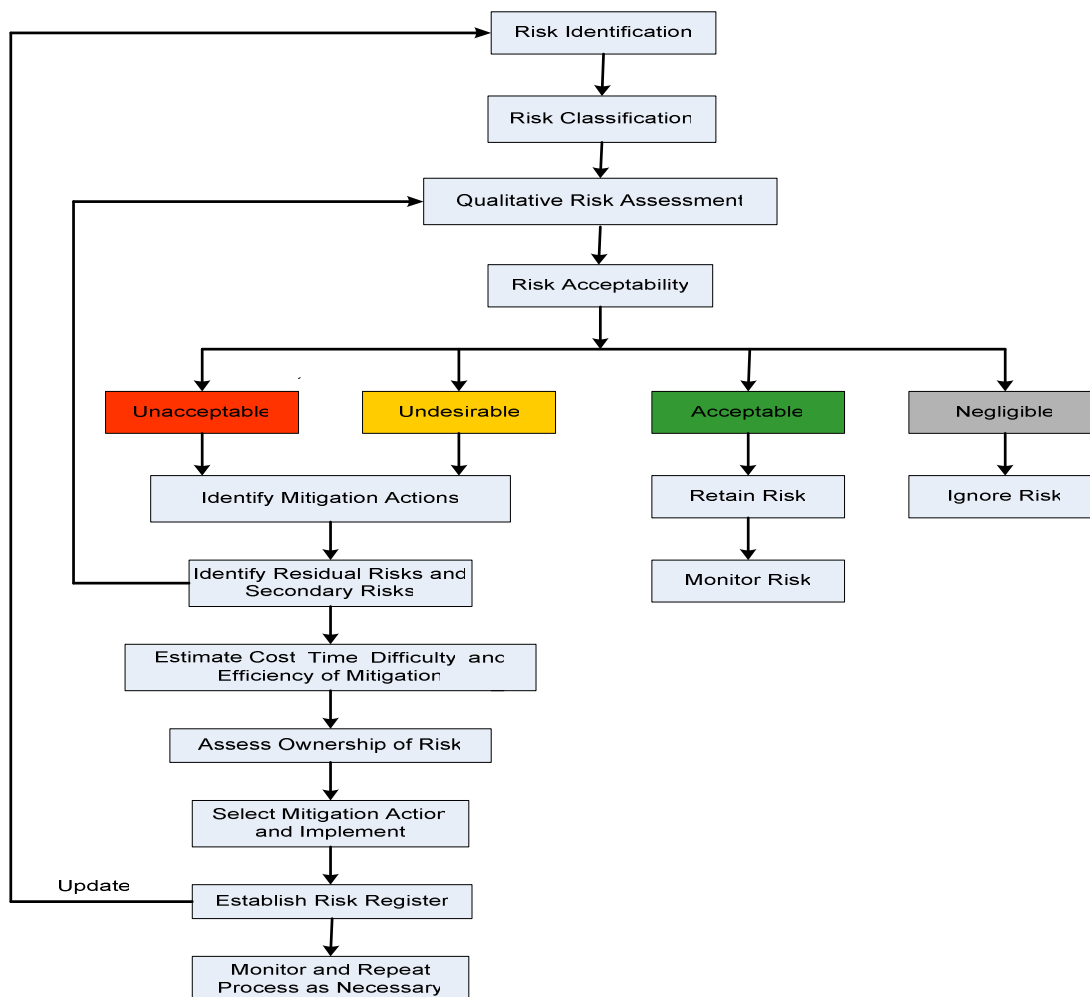 Risk Identification
Risk Classification
Qualitative Risk Assessment
Risk Acceptability
Unacceptable
Undesirable
Acceptable
Negligible
Identify Mitigation Actions
Retain Risk
Ignore Risk
Identify Residual Risks and
Secondary Risks
Monitor Risk
Estimate Cost Time Difficulty and
Efficiency of Mitigation
Assess Ownership of Risk
Select Mitigation Action
and Implement
Update
Establish Risk Register
Monitor and Repeat
Process as Necessary